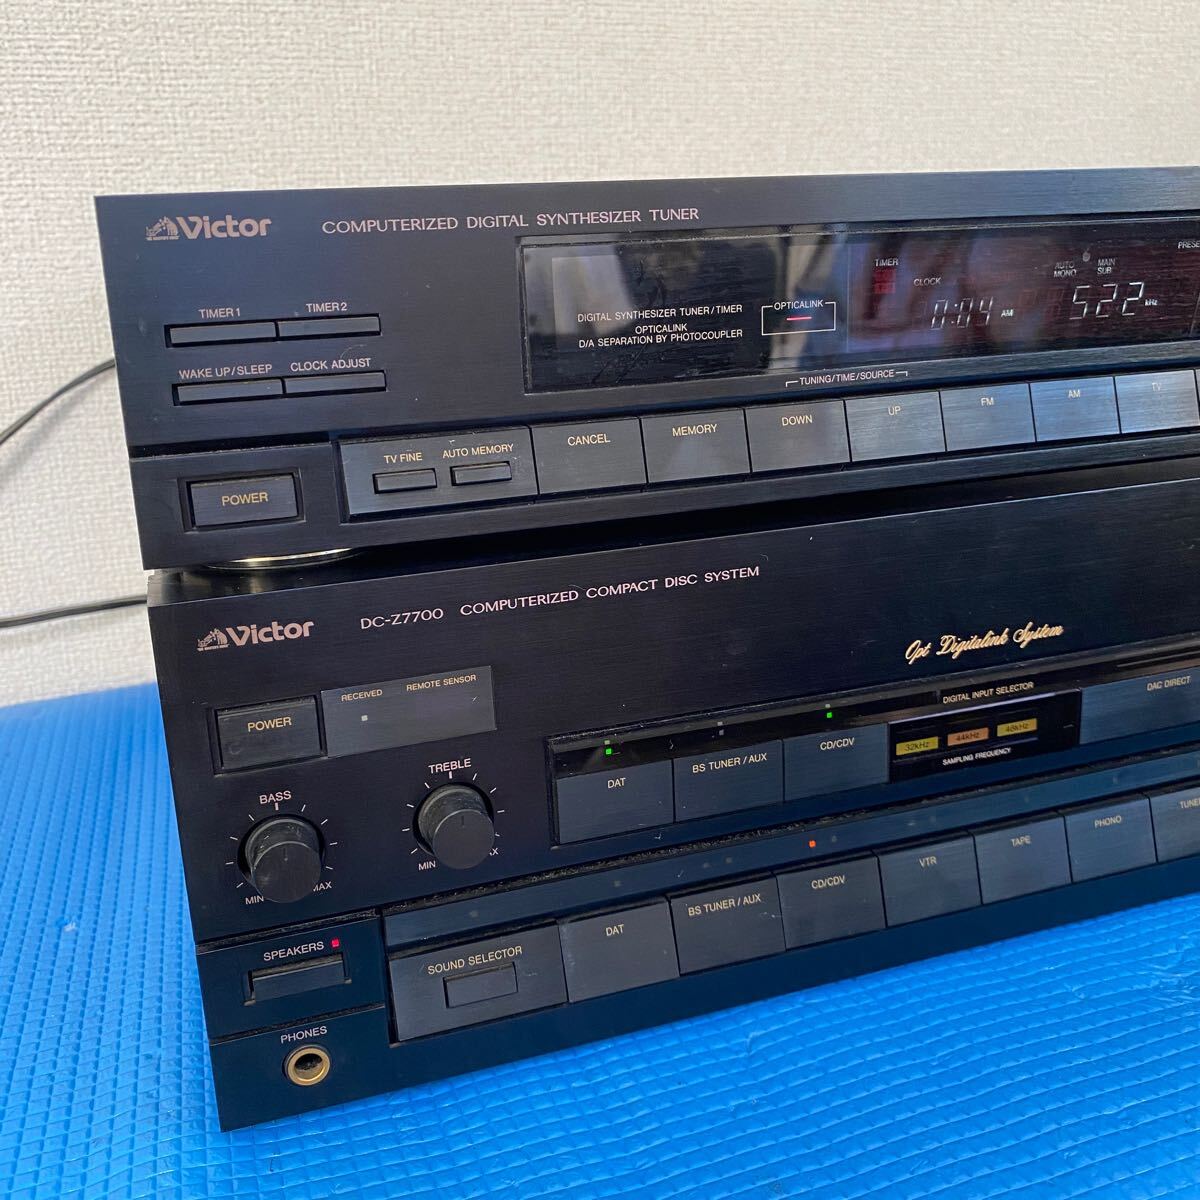 Victor COMPUTERIZED DIGITAL SYNTHESIZER TUNER
PRESE
TIMER
CLOCK
AUTO
MONO
MAIN
SUB
0:04 AM
522 kHz
TIMER 1
TIMER 2
DIGITAL SYNTHESIZER TUNER/TIMER
OPTICALINK
D/A SEPARATION BY PHOTOCOUPLER
OPTICALINK
WAKE UP/SLEEP
CLOCK ADJUST
TUNING/TIME/SOURCE
TV FINE
AUTO MEMORY
CANCEL
MEMORY
DOWN
UP
FM
AM
TV
POWER
Victor DC-Z7700 COMPUTERIZED COMPACT DISC SYSTEM
Opt Digitalink System
POWER
RECEIVED
REMOTE SENSOR
DIGITAL INPUT SELECTOR
DAC DIRECT
DAT
BS TUNER/AUX
CD/CDV
32kHz
44kHz
48kHz
SAMPLING FREQUENCY
BASS
MIN
MAX
TREBLE
MIN
AX
SPEAKERS
SOUND SELECTOR
DAT
BS TUNER/AUX
CD/CDV
VTR
TAPE
PHONO
TUNE
PHONES